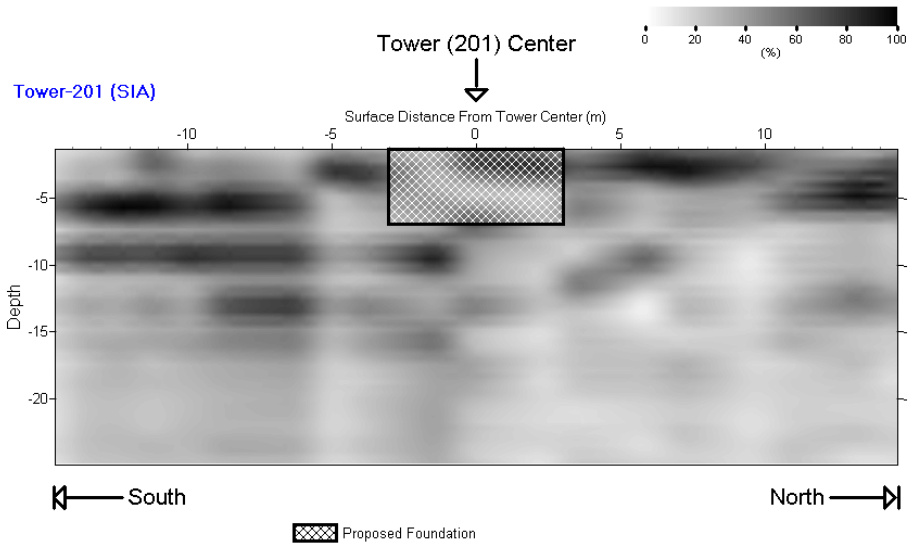 0 20 40 60 80 100
(%)
Tower (201) Center
Tower-201 (SIA)
Surface Distance From Tower Center (m)
-10 -5 0 5 10
Depth
-5
-10
-15
-20
South
North
Proposed Foundation